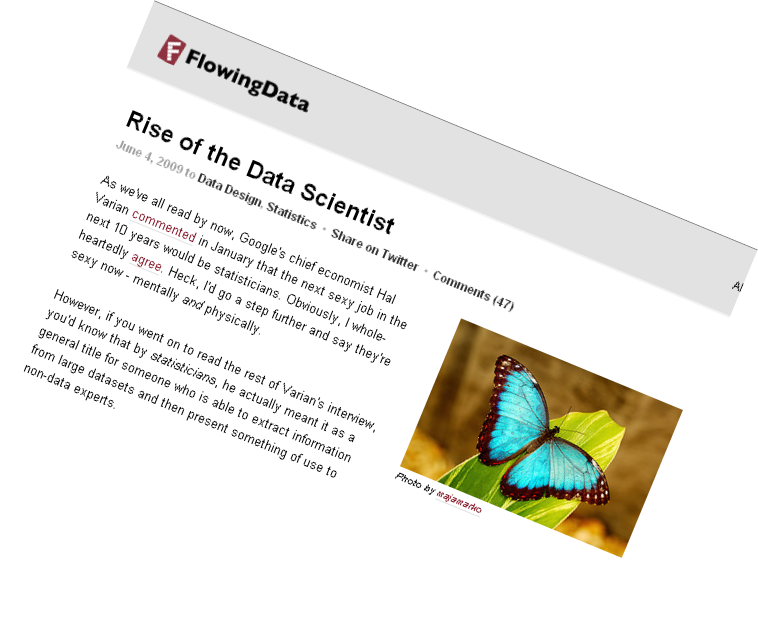 FlowingData
Rise of the Data Scientist
June 4, 2009 to Data Design, Statistics • Share on Twitter • Comments (47)
As we've all read by now, Google's chief economist Hal
Varian commented in January that the next sexy job in the
next 10 years would be statisticians. Obviously, I whole-
heartedly agree. Heck, I'd go a step further and say they're
sexy now - mentally and physically.
However, if you went on to read the rest of Varian's interview,
you'd know that by statisticians, he actually meant it as a
general title for someone who is able to extract information
from large datasets and then present something of use to
non-data experts.
Photo by majamarko